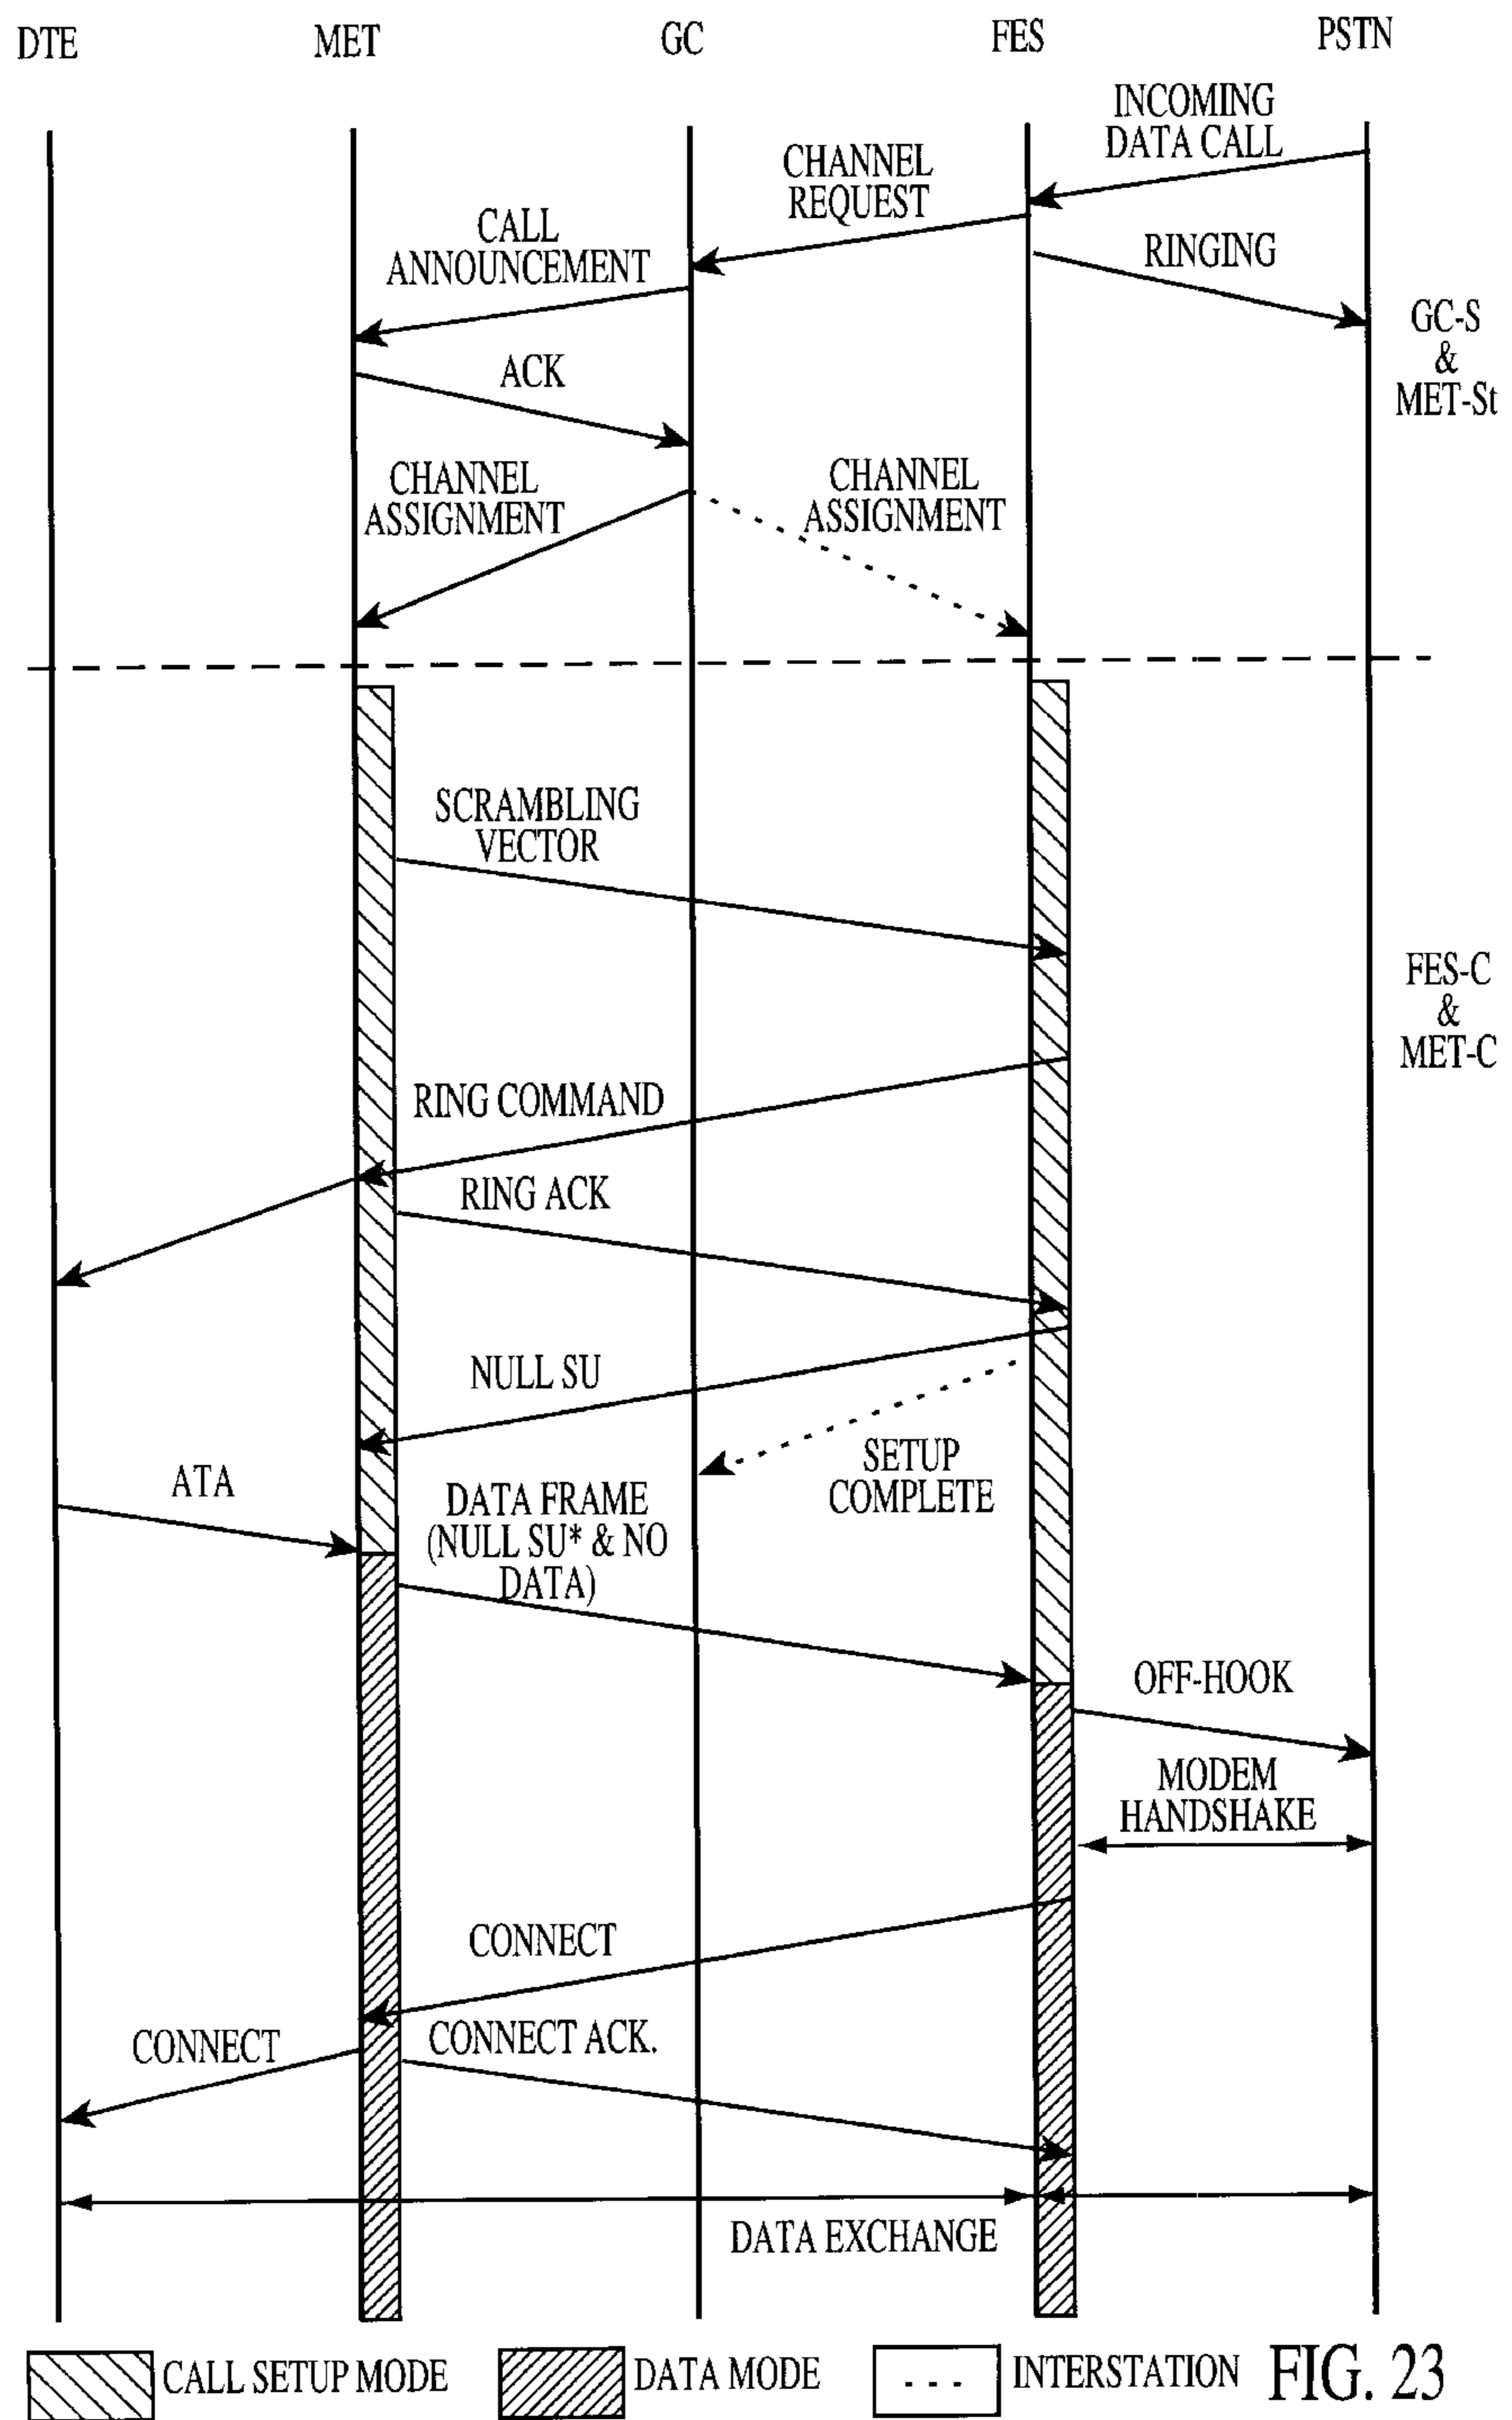 DTE
MET
GC
FES
PSTN
INCOMING
DATA CALL
CHANNEL
REQUEST
CALL
ANNOUNCEMENT
RINGING
GC-S
&
MET-St
ACK
CHANNEL
ASSIGNMENT
CHANNEL
ASSIGNMENT
SCRAMBLING
VECTOR
FES-C
&
MET-C
RING COMMAND
RING ACK
NULL SU
SETUP
COMPLETE
ATA
DATA FRAME
(NULL SU* & NO
DATA)
OFF-HOOK
MODEM
HANDSHAKE
CONNECT
CONNECT
CONNECT ACK.
DATA EXCHANGE
CALL SETUP MODE
DATA MODE
INTERSTATION
FIG. 23